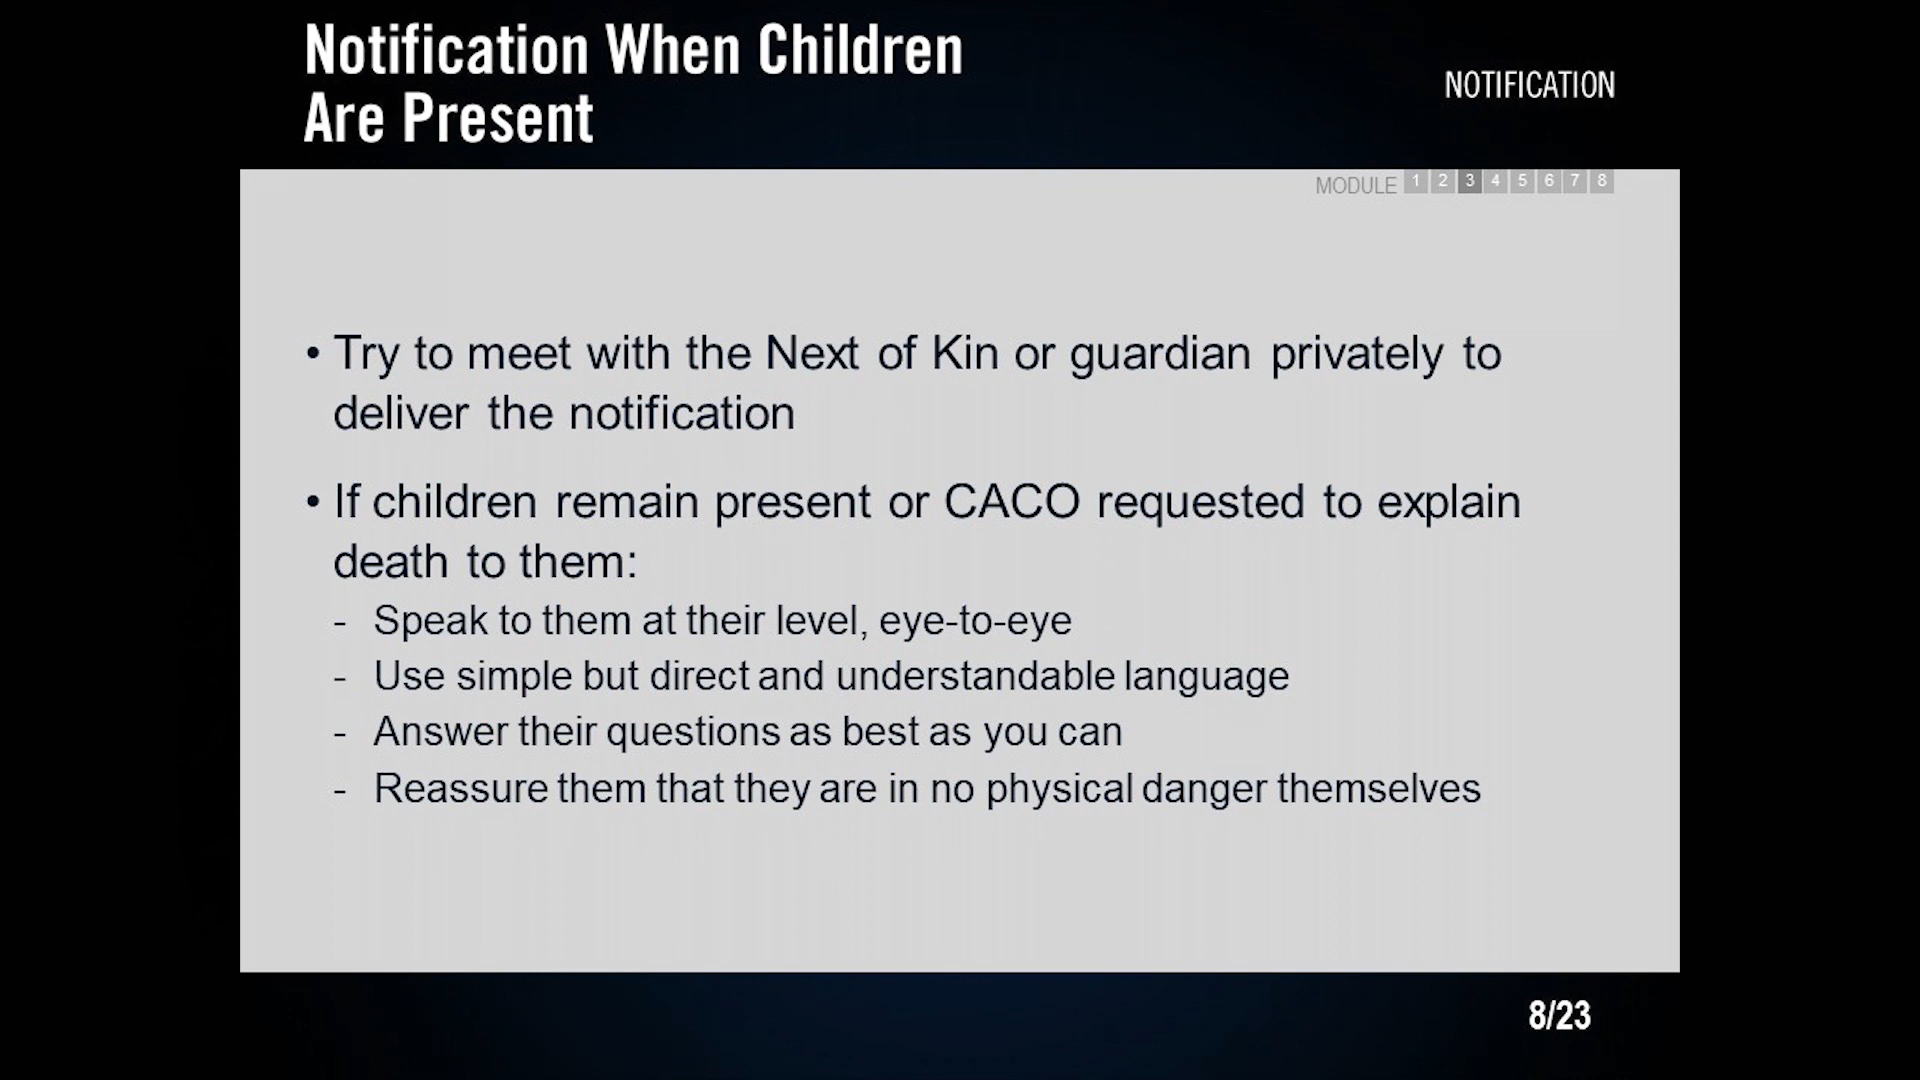 Notification When Children
Are Present
NOTIFICATION
MODULE 1 2 3 4 5 6 7 8
• Try to meet with the Next of Kin or guardian privately to
deliver the notification
• If children remain present or CACO requested to explain
death to them:
- Speak to them at their level, eye-to-eye
- Use simple but direct and understandable language
- Answer their questions as best as you can
- Reassure them that they are in no physical danger themselves
8/23